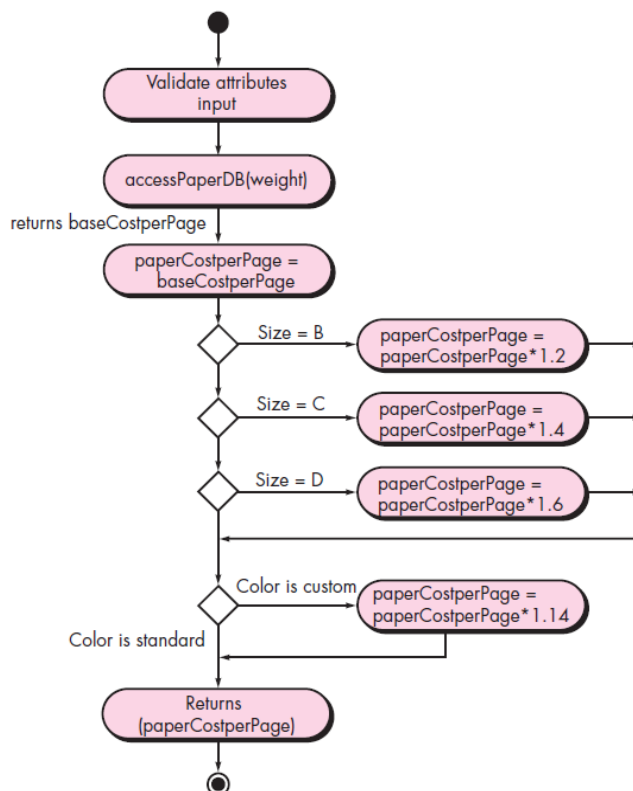 Validate attributes
input
accessPaperDB(weight)
returns baseCostperPage
paperCostperPage =
baseCostperPage
Size = B
paperCostperPage =
paperCostperPage*1.2
Size = C
paperCostperPage =
paperCostperPage*1.4
Size = D
paperCostperPage =
paperCostperPage*1.6
Color is custom
paperCostperPage =
paperCostperPage*1.14
Color is standard
Returns
(paperCostperPage)